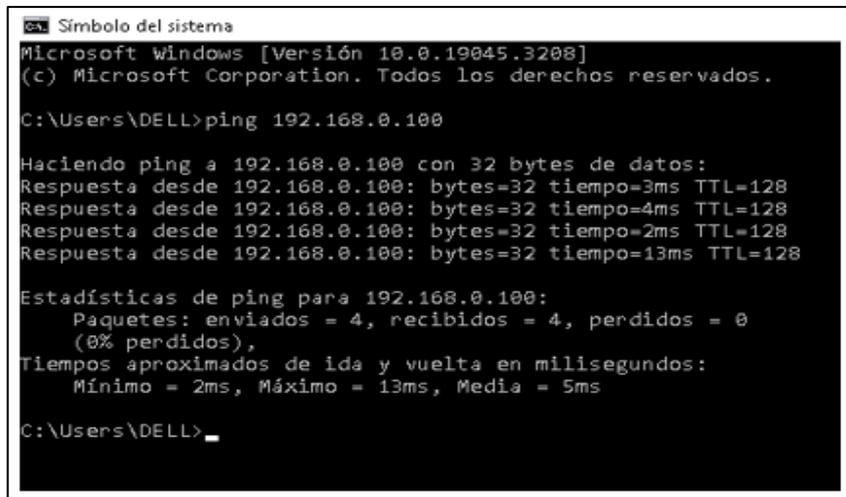 Símbolo del sistema
Microsoft Windows [Versión 10.0.19045.3208]
(c) Microsoft Corporation. Todos los derechos reservados.
C:\Users\DELL>ping 192.168.0.100
Haciendo ping a 192.168.0.100 con 32 bytes de datos:
Respuesta desde 192.168.0.100: bytes=32 tiempo=3ms TTL=128
Respuesta desde 192.168.0.100: bytes=32 tiempo=4ms TTL=128
Respuesta desde 192.168.0.100: bytes=32 tiempo=2ms TTL=128
Respuesta desde 192.168.0.100: bytes=32 tiempo=13ms TTL=128
Estadísticas de ping para 192.168.0.100:
Paquetes: enviados = 4, recibidos = 4, perdidos = 0
(0% perdidos),
Tiempos aproximados de ida y vuelta en milisegundos:
Mínimo = 2ms, Máximo = 13ms, Media = 5ms
C:\Users\DELL>